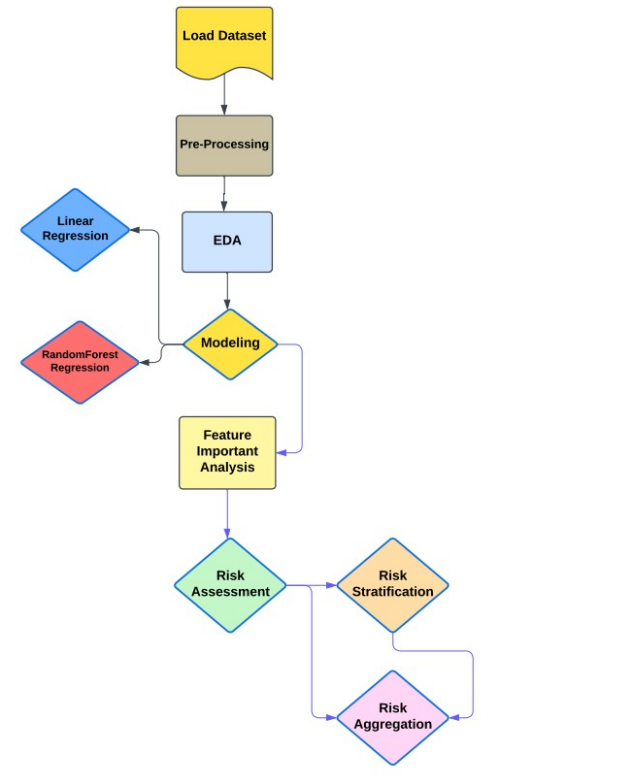 Load Dataset
Pre-Processing
Linear
Regression
EDA
Modeling
RandomForest
Regression
Feature
Important
Analysis
Risk
Assessment
Risk
Stratification
Risk
Aggregation